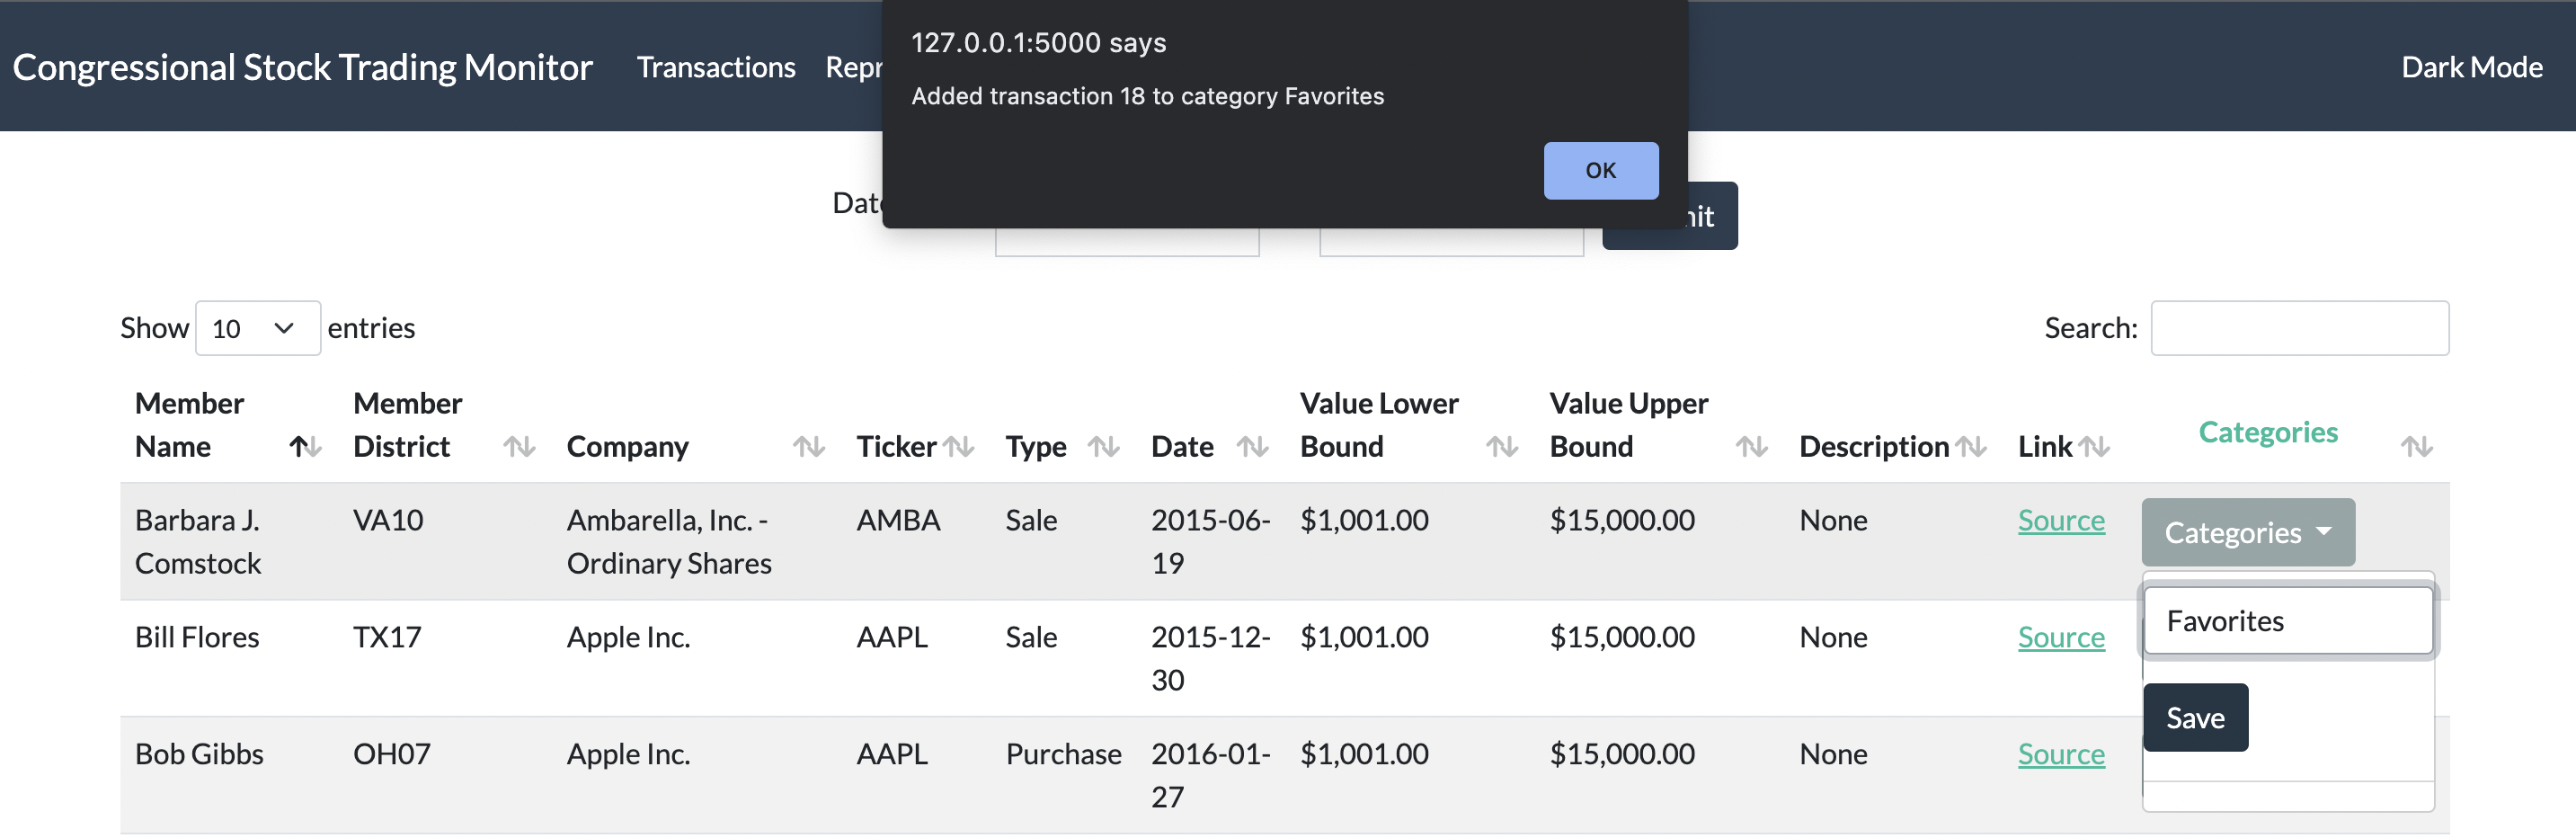 127.0.0.1:5000 says
Congressional Stock Trading Monitor Transactions Dark Mode
Added transaction 18 to category Favorites
OK
Show 10 entries Search:
Member Name Member District Company Ticker Type Date Value Lower Bound Value Upper Bound Description Link Categories
Barbara J. VA10 Ambarella, Inc. - AMBA Sale 2015-06- $1,001.00 $15,000.00 None Source Categories
Comstock Ordinary Shares 19
Favorites
Bill Flores TX17 Apple Inc. AAPL Sale 2015-12- $1,001.00 $15,000.00 None Source
30
Save
Bob Gibbs OH07 Apple Inc. AAPL Purchase 2016-01- $1,001.00 $15,000.00 None Source
27